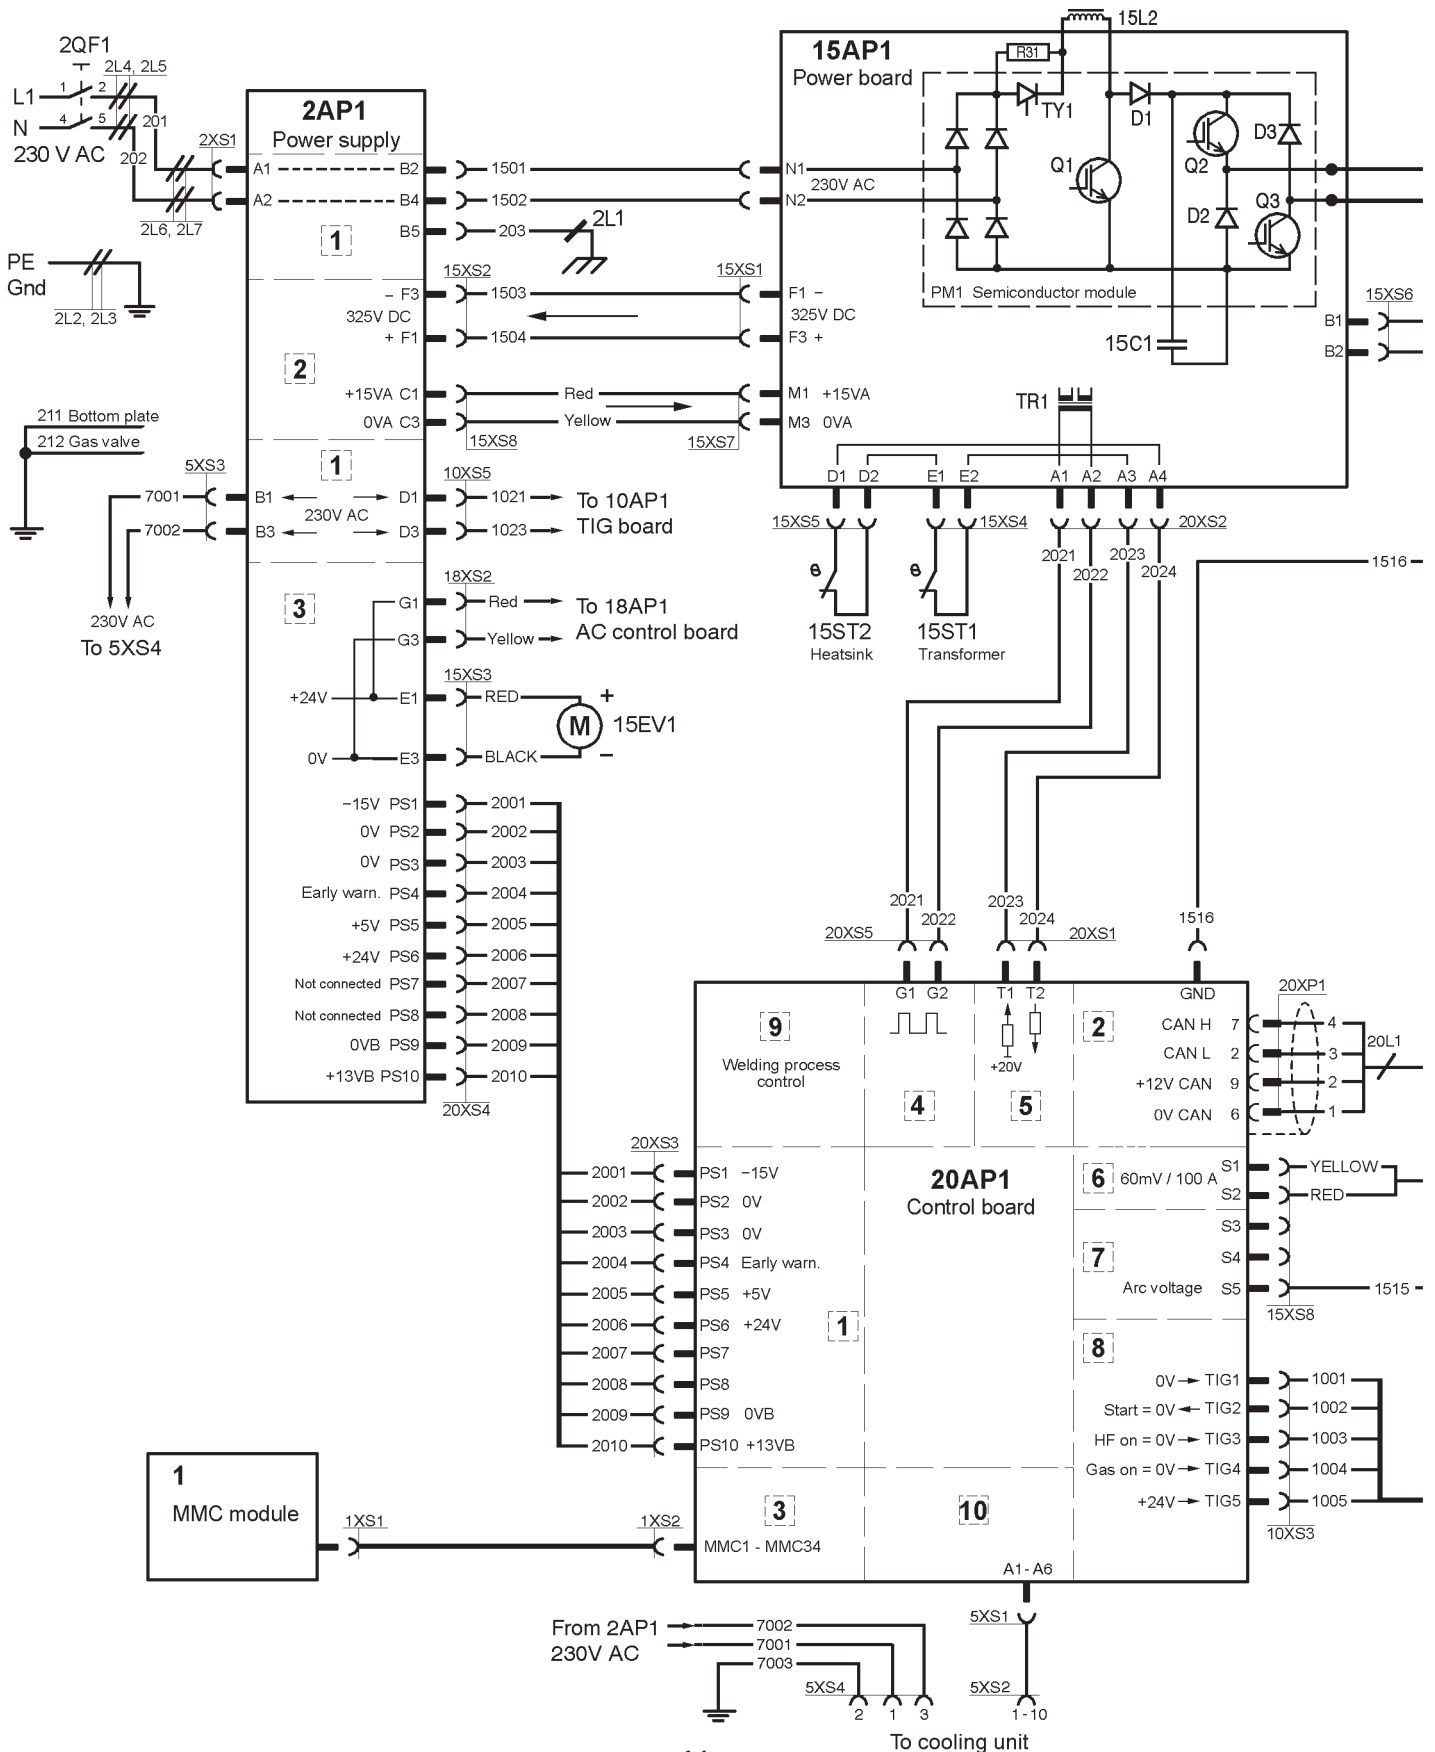 15L2
2QF1
15AP1
Power board
R31
2L4, 2L5
L1
1
2
TY1
D1
N
4
5
201
2AP1
Power supply
D3
230 V AC
202
2XS1
Q1
Q2
A1
B2
1501
N1
230V AC
A2
B4
1502
N2
D2
Q3
2L6, 2L7
1
B5
203
2L1
PE
Gnd
15XS2
15XS1
– F3
1503
F1 –
PM1 Semiconductor module
15XS6
2L2, 2L3
325V DC
325V DC
B1
+ F1
1504
F3 +
15C1
B2
2
+15VA C1
Red
M1 +15VA
TR1
211 Bottom plate
0VA C3
Yellow
M3 0VA
212 Gas valve
15XS8
15XS7
5XS3
1
10XS5
D1 D2 E1 E2 A1 A2 A3 A4
7001
B1
D1
1021
To 10AP1
TIG board
230V AC
15XS5
15XS4
20XS2
7002
B3
D3
1023
2021
2022
2023
2024
1516
18XS2
θ
θ
3
G1
Red
To 18AP1
AC control board
230V AC
To 5XS4
G3
Yellow
15ST2
Heatsink
15ST1
Transformer
15XS3
+24V
E1
RED
+
M
15EV1
0V
E3
BLACK
–
–15V PS1
2001
0V PS2
2002
0V PS3
2003
Early warn. PS4
2004
2021
2022
2023
2024
1516
+5V PS5
2005
20XS5
20XS1
+24V PS6
2006
Not connected PS7
2007
G1 G2
T1 T2
GND
20XP1
Not connected PS8
2008
9
2
CAN H 7
4
20L1
0VB PS9
2009
Welding process
control
+20V
CAN L 2
3
+13VB PS10
2010
4
5
+12V CAN 9
2
20XS4
0V CAN 6
1
20XS3
2001
PS1 –15V
20AP1
Control board
6
60mV / 100 A
S1
YELLOW
2002
PS2 0V
S2
RED
2003
PS3 0V
S3
2004
PS4 Early warn.
7
S4
2005
PS5 +5V
Arc voltage
S5
1515
15XS8
2006
PS6 +24V
1
8
2007
PS7
2008
PS8
0V
TIG1
1001
2009
PS9 0VB
Start = 0V
TIG2
1002
2010
PS10 +13VB
HF on = 0V
TIG3
1003
Gas on = 0V
TIG4
1004
1
MMC module
3
10
+24V
TIG5
1005
1XS1
1XS2
10XS3
MMC1 - MMC34
A1- A6
From 2AP1
230V AC
7002
7001
7003
5XS1
5XS4
5XS2
2
1
3
1 - 10
To cooling unit